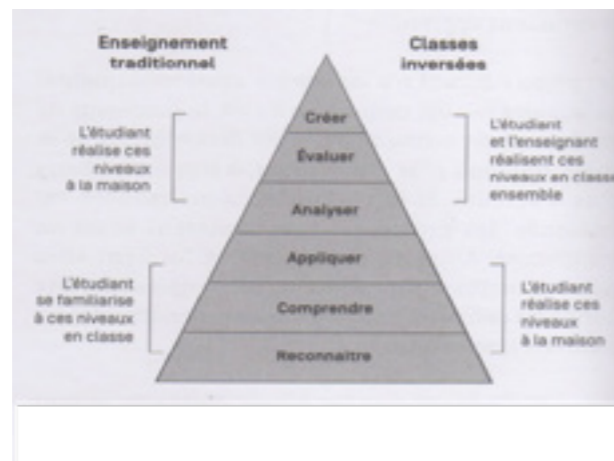 Enseignement
traditionnel
Classes
inversées
L'étudiant
réalise ces
niveaux
à la maison
L'étudiant
se familiarise
à ces niveaux
en classe
Créer
Évaluer
Analyser
Appliquer
Comprendre
Reconnaître
L'étudiant
et l'enseignant
réalisent ces
niveaux en classe
ensemble
L'étudiant
réalise ces
niveaux
à la maison